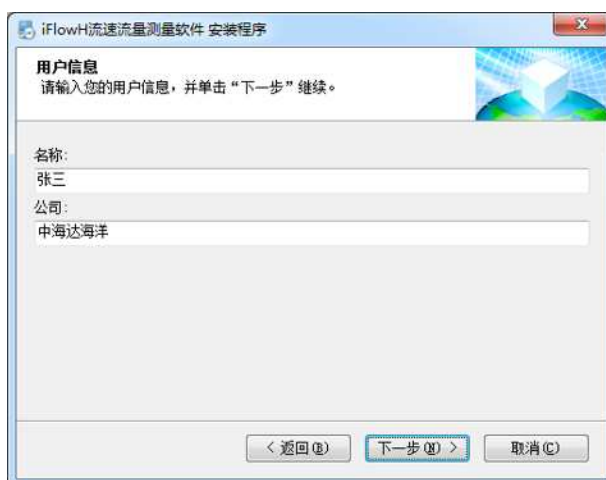 iFlowH流速流量测量软件 安装程序
用户信息
请输入您的用户信息，并单击“下一步”继续。
名称:
张三
公司:
中海达海洋
< 返回(B)
下一步(N) >
取消(C)